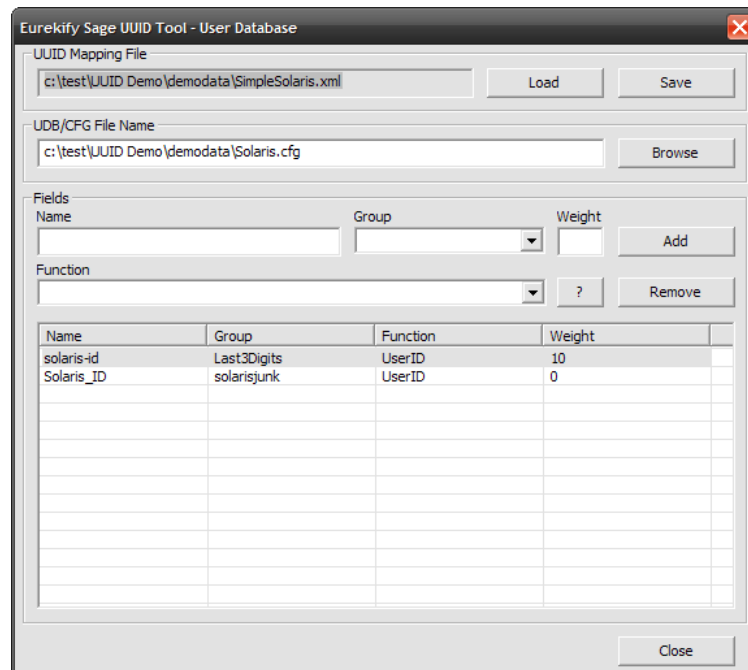 Eurekify Sage UUID Tool - User Database
UUID Mapping File
c:\test\UUID Demo\demodata\SimpleSolaris.xml Load Save
UDB/CFG File Name
c:\test\UUID Demo\demodata\Solaris.cfg Browse
Fields
Name Group Weight
Add
Function
? Remove
Name Group Function Weight
solaris-id Last3Digits UserID 10
Solaris_ID solarisjunk UserID 0
Close